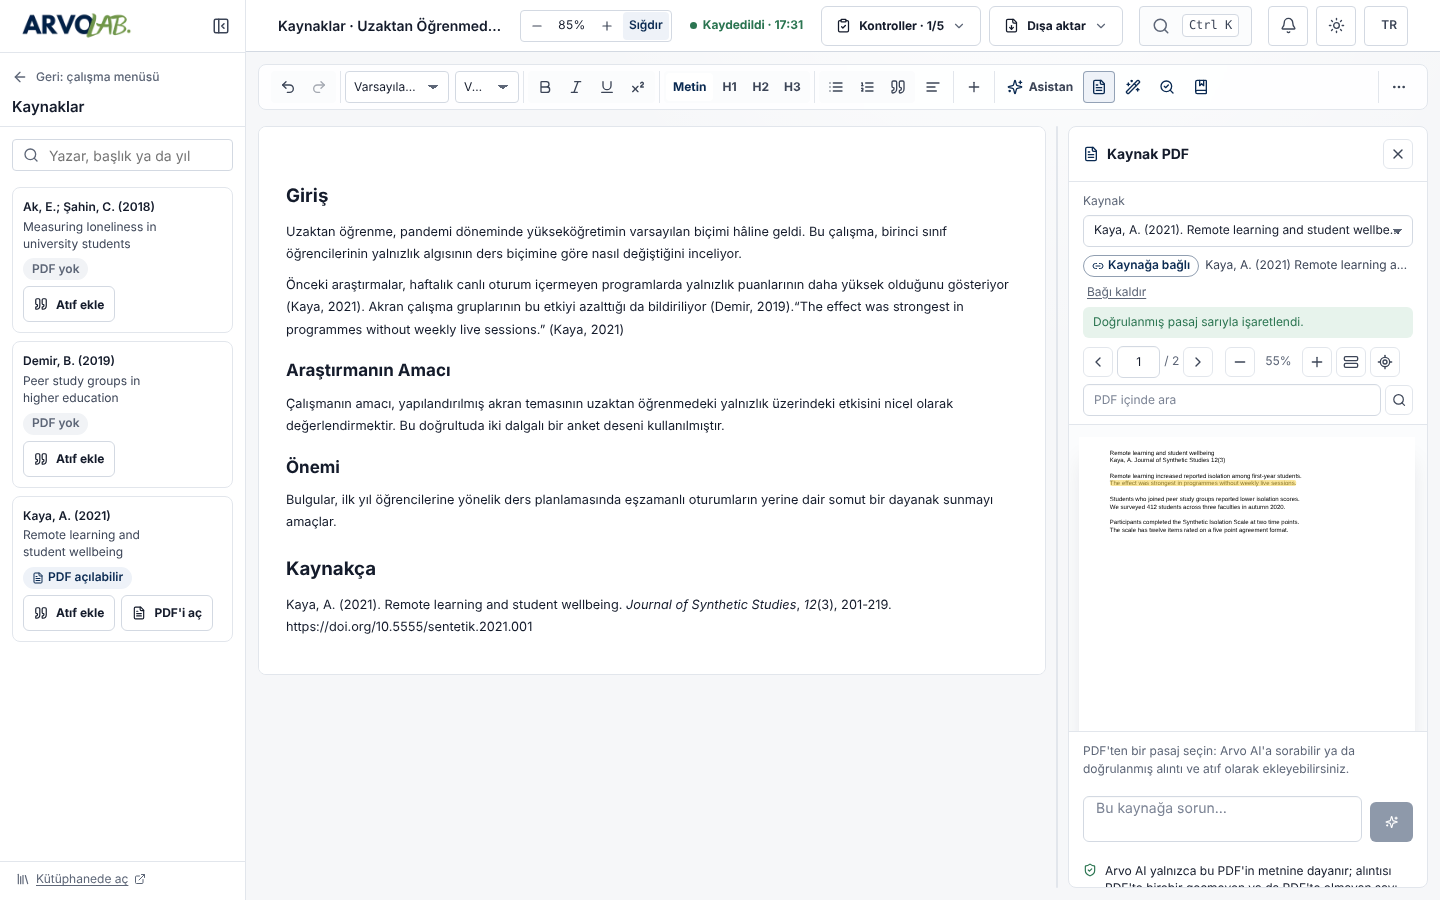 ARVOLAB.
Geri: çalışma menüsü
Kaynaklar
Yazar, başlık ya da yıl
Ak, E.; Şahin, C. (2018)
Measuring loneliness in
university students
PDF yok
Atıf ekle
Demir, B. (2019)
Peer study groups in
higher education
PDF yok
Atıf ekle
Kaya, A. (2021)
Remote learning and
student wellbeing
PDF açılabilir
Atıf ekle
PDF'i aç
Kütüphanede aç
Kaynaklar · Uzaktan Öğrenmed...
85%
Sığdır
Kaydedildi · 17:31
Kontroller · 1/5
Dışa aktar
Ctrl K
TR
Varsayıla...
V...
B I U x²
Metin H1 H2 H3
Asistan
Giriş
Uzaktan öğrenme, pandemi döneminde yükseköğretimin varsayılan biçimi hâline geldi. Bu çalışma, birinci sınıf
öğrencilerinin yalnızlık algısının ders biçimine göre nasıl değiştiğini inceliyor.
Önceki araştırmalar, haftalık canlı oturum içermeyen programlarda yalnızlık puanlarının daha yüksek olduğunu gösteriyor
(Kaya, 2021). Akran çalışma gruplarının bu etkiyi azalttığı da bildiriliyor (Demir, 2019).“The effect was strongest in
programmes without weekly live sessions.” (Kaya, 2021)
Araştırmanın Amacı
Çalışmanın amacı, yapılandırılmış akran temasının uzaktan öğrenmedeki yalnızlık üzerindeki etkisini nicel olarak
değerlendirmektir. Bu doğrultuda iki dalgalı bir anket deseni kullanılmıştır.
Önemi
Bulgular, ilk yıl öğrencilerine yönelik ders planlamasında eşzamanlı oturumların yerine dair somut bir dayanak sunmayı
amaçlar.
Kaynakça
Kaya, A. (2021). Remote learning and student wellbeing. Journal of Synthetic Studies, 12(3), 201-219.
https://doi.org/10.5555/sentetik.2021.001
Kaynak PDF
Kaynak
Kaya, A. (2021). Remote learning and student wellbe...
Kaynağa bağlı
Kaya, A. (2021) Remote learning a...
Bağı kaldır
Doğrulanmış pasaj sarıyla işaretlendi.
1 / 2
55%
PDF içinde ara
Remote learning and student wellbeing
Kaya, A. Journal of Synthetic Studies 12(3)
Remote learning increased reported isolation among first-year students.
The effect was strongest in programmes without weekly live sessions.
Students who joined peer study groups reported lower isolation scores.
We surveyed 412 students across three faculties in autumn 2020.
Participants completed the Synthetic Isolation Scale at two time points.
The scale has twelve items rated on a five point agreement format.
PDF'ten bir pasaj seçin: Arvo AI'a sorabilir ya da
doğrulanmış alıntı ve atıf olarak ekleyebilirsiniz.
Bu kaynağa sorun...
Arvo AI yalnızca bu PDF'in metnine dayanır; alıntısı